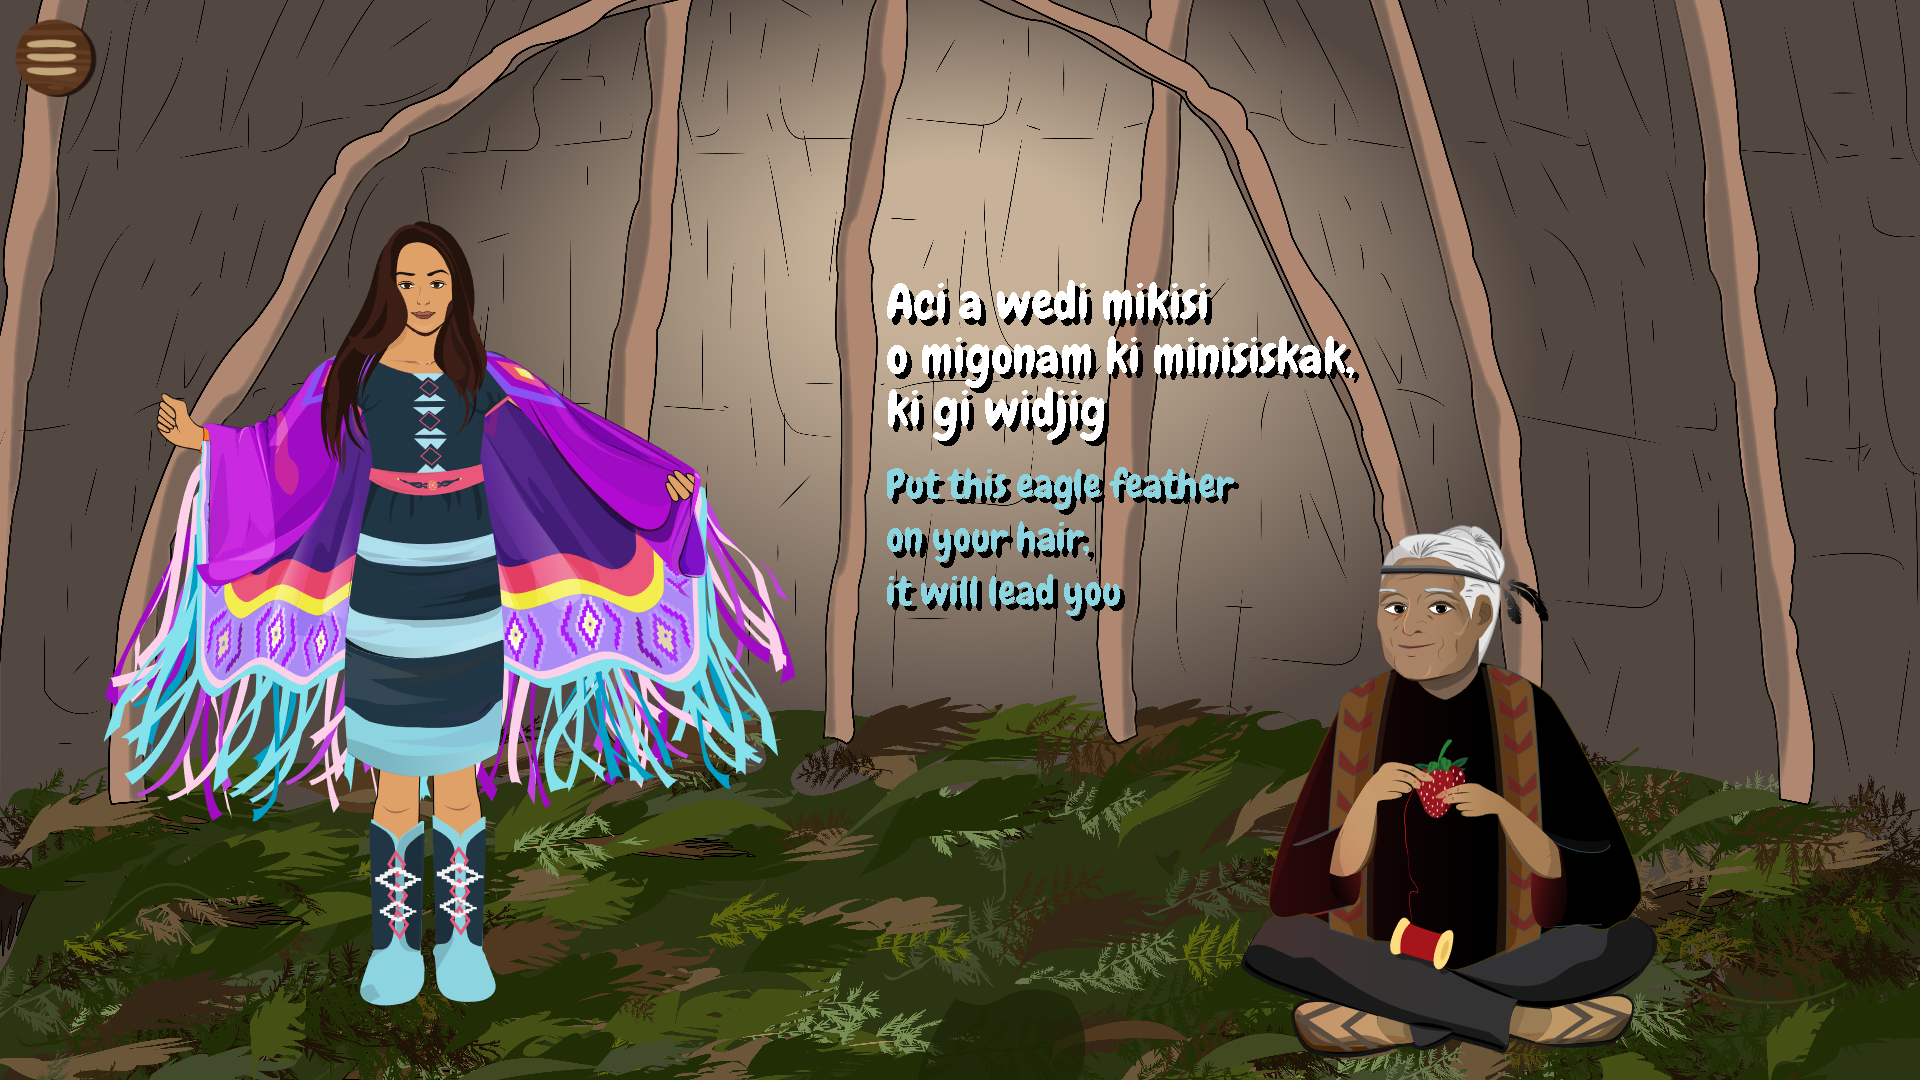 Aci a wedi mikisi
o migonam ki minisiskak,
ki gi widjig
Put this eagle feather
on your hair,
it will lead you